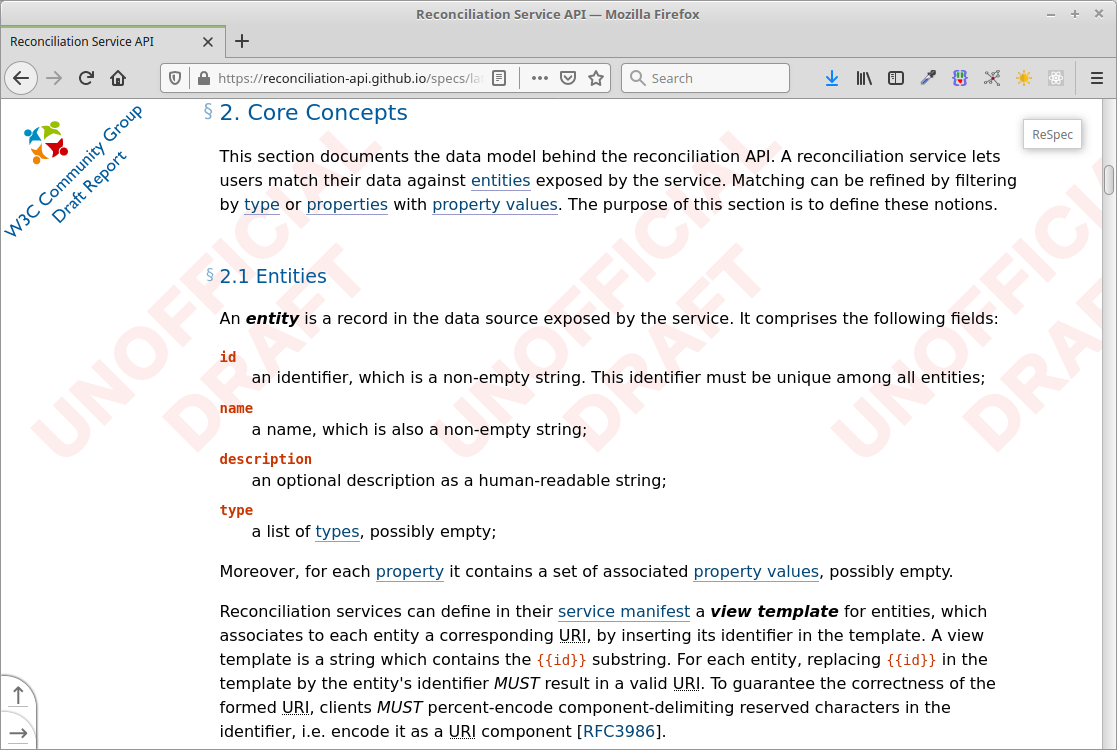 Reconciliation Service API — Mozilla Firefox
Reconciliation Service API
https://reconciliation-api.github.io/specs/lat
Search
W3C Community Group
Draft Report
ReSpec
§ 2. Core Concepts
This section documents the data model behind the reconciliation API. A reconciliation service lets
users match their data against entities exposed by the service. Matching can be refined by filtering
by type or properties with property values. The purpose of this section is to define these notions.
§ 2.1 Entities
An entity is a record in the data source exposed by the service. It comprises the following fields:
id
an identifier, which is a non-empty string. This identifier must be unique among all entities;
name
a name, which is also a non-empty string;
description
an optional description as a human-readable string;
type
a list of types, possibly empty;
Moreover, for each property it contains a set of associated property values, possibly empty.
Reconciliation services can define in their service manifest a view template for entities, which
associates to each entity a corresponding URI, by inserting its identifier in the template. A view
template is a string which contains the {{id}} substring. For each entity, replacing {{id}} in the
template by the entity's identifier MUST result in a valid URI. To guarantee the correctness of the
formed URI, clients MUST percent-encode component-delimiting reserved characters in the
identifier, i.e. encode it as a URI component [RFC3986].
UNOFFICIAL
DRAFT
UNOFFICIAL
DRAFT
UNOFFICIAL
DRAFT